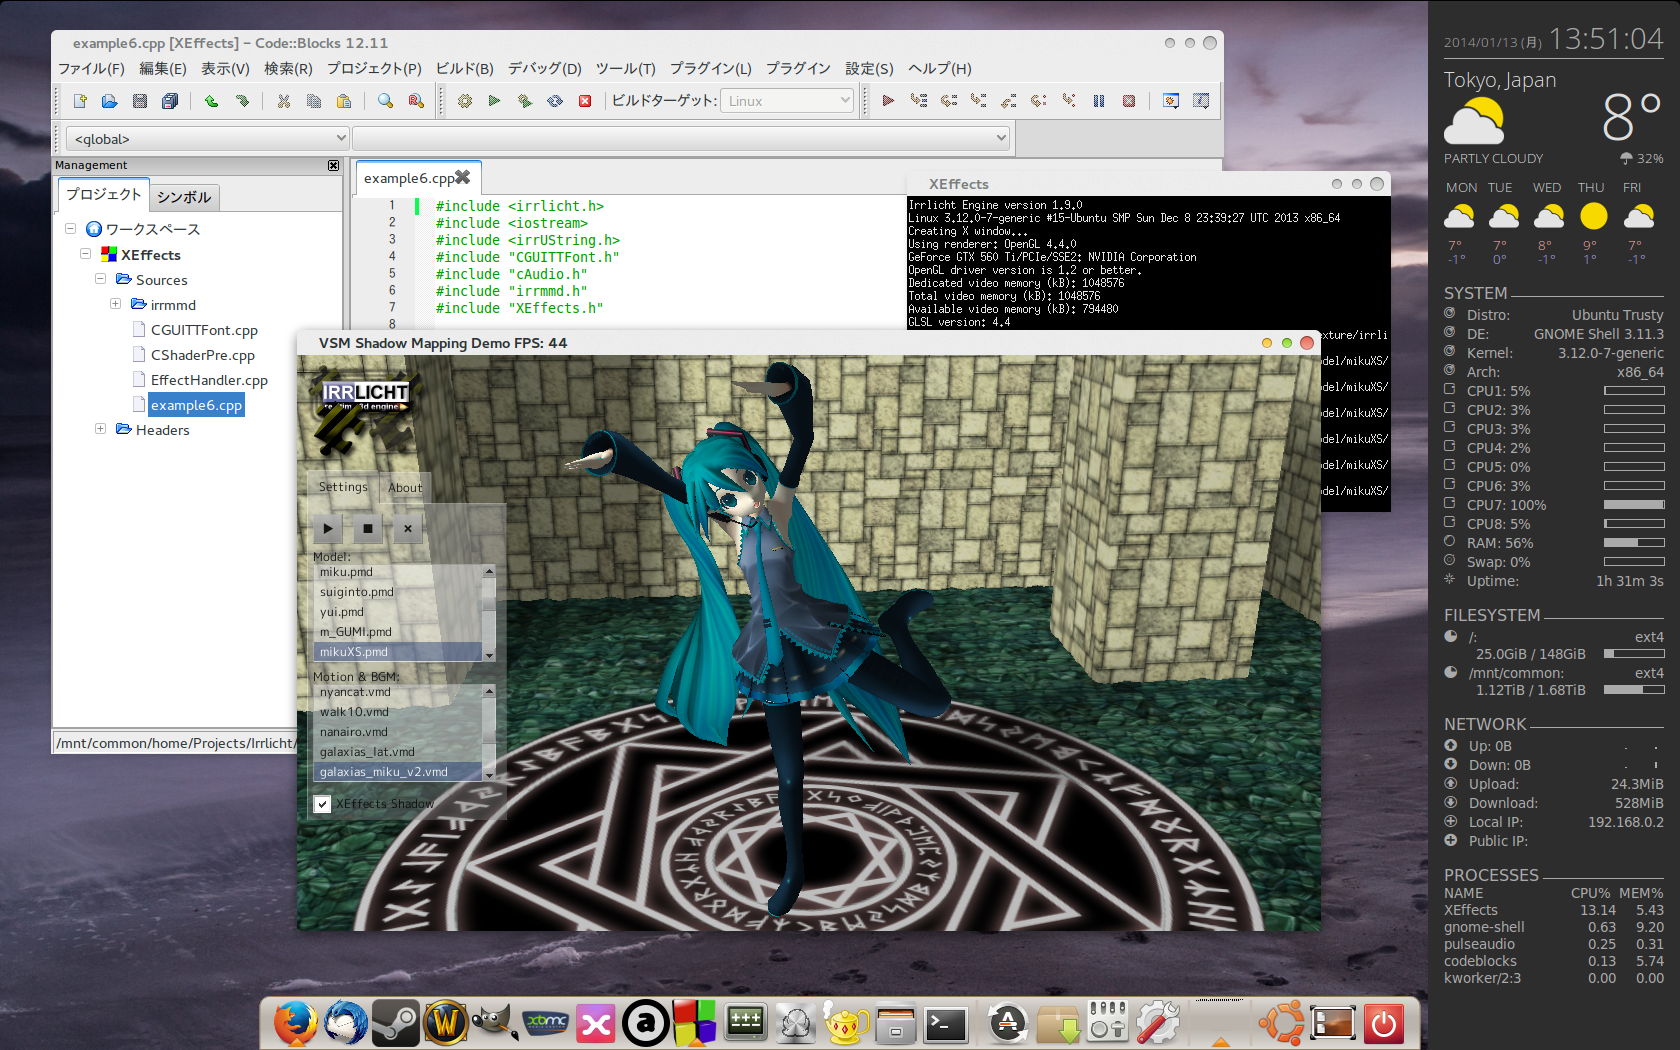 example6.cpp [XEffects] - Code::Blocks 12.11
ファイル(F) 編集(E) 表示(V) 検索(R) プロジェクト(P) ビルド(B) デバッグ(D) ツール(T) プラグイン(L) プラグイン 設定(S) ヘルプ(H)
ビルドターゲット: Linux
<global>
Management
プロジェクト シンボル
ワークスペース
XEffects
Sources
irrmmd
CGUITTFont.cpp
CShaderPre.cpp
EffectHandler.cpp
example6.cpp
Headers
/mnt/common/home/Projects/Irrlicht/
example6.cpp
1 #include <irrlicht.h>
2 #include <iostream>
3 #include <irrUString.h>
4 #include "CGUITTFont.h"
5 #include "cAudio.h"
6 #include "irrmmd.h"
7 #include "XEffects.h"
8
XEffects
Irrlicht Engine version 1.9.0
Linux 3.12.0-7-generic #15-Ubuntu SMP Sun Dec 8 23:39:27 UTC 2013 x86_64
Creating X window...
Using renderer: OpenGL 4.4.0
GeForce GTX 560 Ti/PCIe/SSE2: NVIDIA Corporation
OpenGL driver version is 1.2 or better.
Dedicated video memory (kB): 1048576
Total video memory (kB): 1048576
Available video memory (kB): 794480
GLSL version: 4.4
exture/irrli
odel/mikuXS/
odel/mikuXS/
odel/mikuXS/
odel/mikuXS/
odel/mikuXS/
odel/mikuXS/
VSM Shadow Mapping Demo FPS: 44
IRRLICHT
Settings About
Model:
miku.pmd
suiginto.pmd
yui.pmd
m_GUMI.pmd
mikuXS.pmd
Motion & BGM:
nyancat.vmd
walk10.vmd
nanairo.vmd
galaxias_lat.vmd
galaxias_miku_v2.vmd
XEffects Shadow
2014/01/13 (月) 13:51:04
Tokyo, Japan
8°
PARTLY CLOUDY 32%
MON TUE WED THU FRI
7° 7° 8° 9° 7°
-1° 0° -1° 1° -1°
SYSTEM
Distro: Ubuntu Trusty
DE: GNOME Shell 3.11.3
Kernel: 3.12.0-7-generic
Arch: x86_64
CPU1: 5%
CPU2: 3%
CPU3: 3%
CPU4: 2%
CPU5: 0%
CPU6: 3%
CPU7: 100%
CPU8: 5%
RAM: 56%
Swap: 0%
Uptime: 1h 31m 3s
FILESYSTEM
/: ext4
25.0GiB / 148GiB
/mnt/common: ext4
1.12TiB / 1.68TiB
NETWORK
Up: 0B
Down: 0B
Upload: 24.3MiB
Download: 528MiB
Local IP: 192.168.0.2
Public IP:
PROCESSES
NAME CPU% MEM%
XEffects 13.14 5.43
gnome-shell 0.63 9.20
pulseaudio 0.25 0.31
codeblocks 0.13 5.74
kworker/2:3 0.00 0.00
xbmc